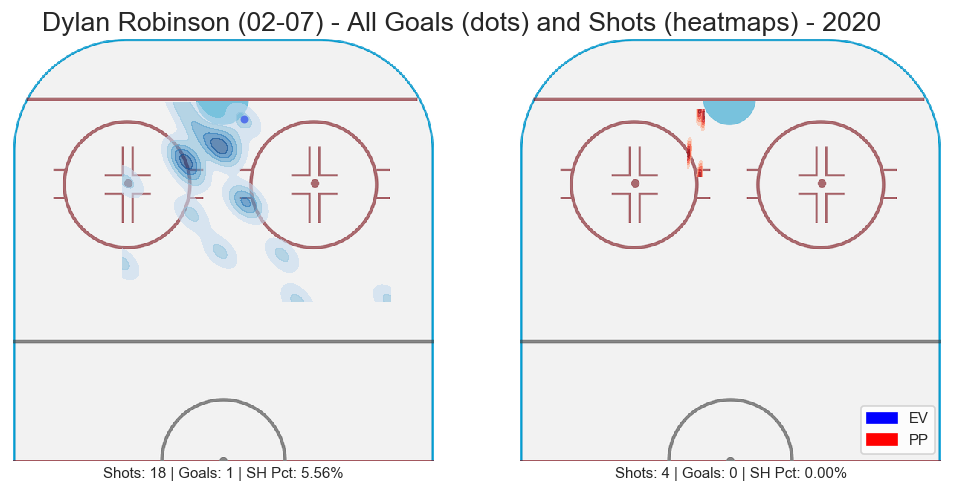 Dylan Robinson (02-07) - All Goals (dots) and Shots (heatmaps) - 2020
EV
PP
Shots: 18 | Goals: 1 | SH Pct: 5.56%
Shots: 4 | Goals: 0 | SH Pct: 0.00%